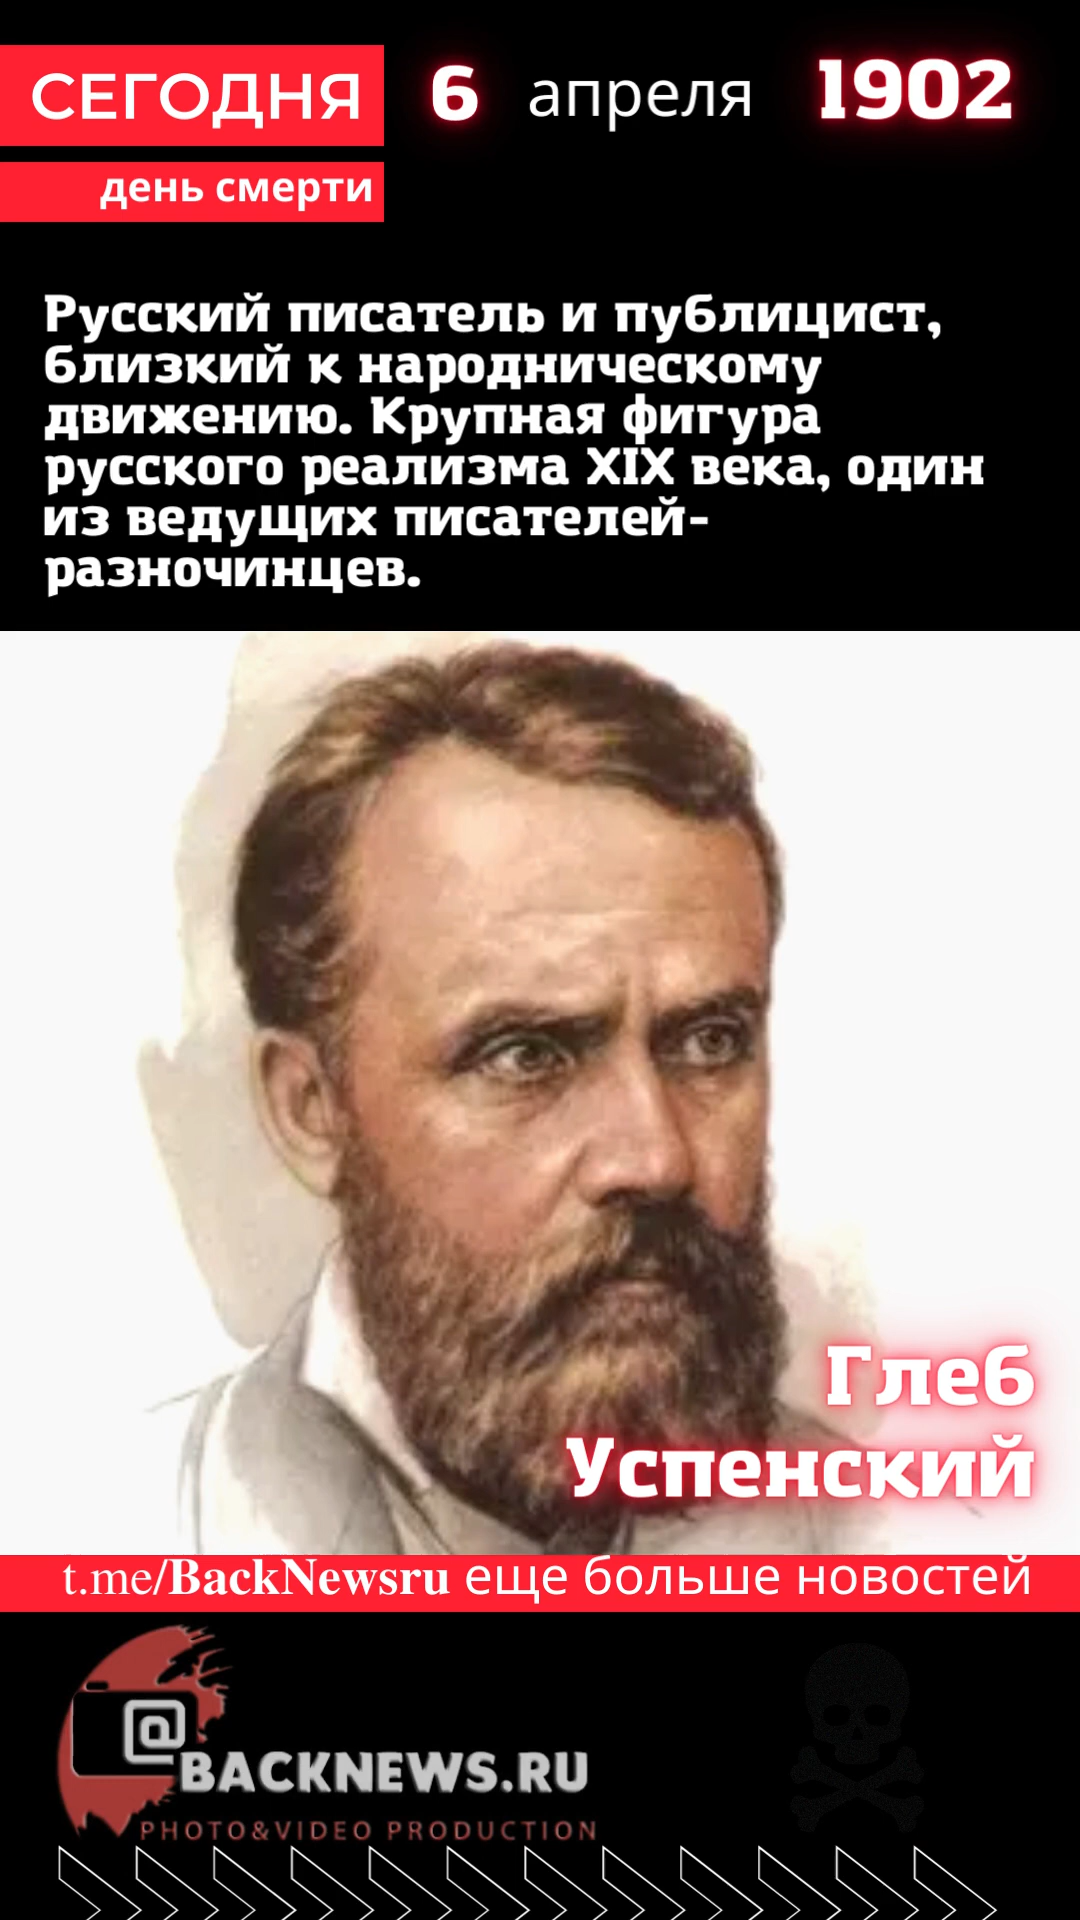 СЕГОДНЯ 6 апреля 1902
день смерти
Русский писатель и публицист,
близкий к народническому
движению. Крупная фигура
русского реализма XIX века, один
из ведущих писателей-
разночинцев.
Глеб
Успенский
t.me/BackNewsru еще больше новостей
@BACKNEWS.RU
PHOTO&VIDEO PRODUCTION